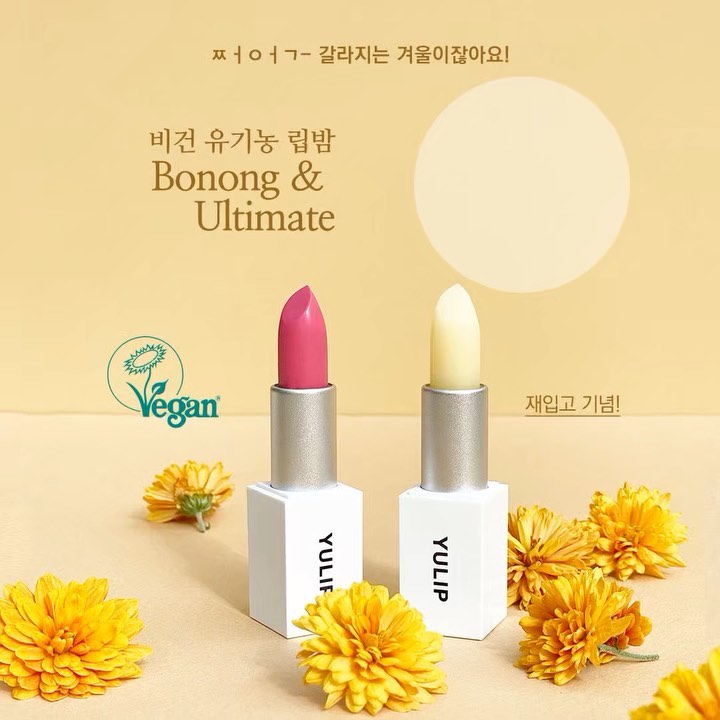 ㅉㅓㅇㅓㄱ- 갈라지는 겨울이잖아요!
비건 유기농 립밤
Bonong &
Ultimate
Vegan
재입고 기념!
YULIP
YULIP